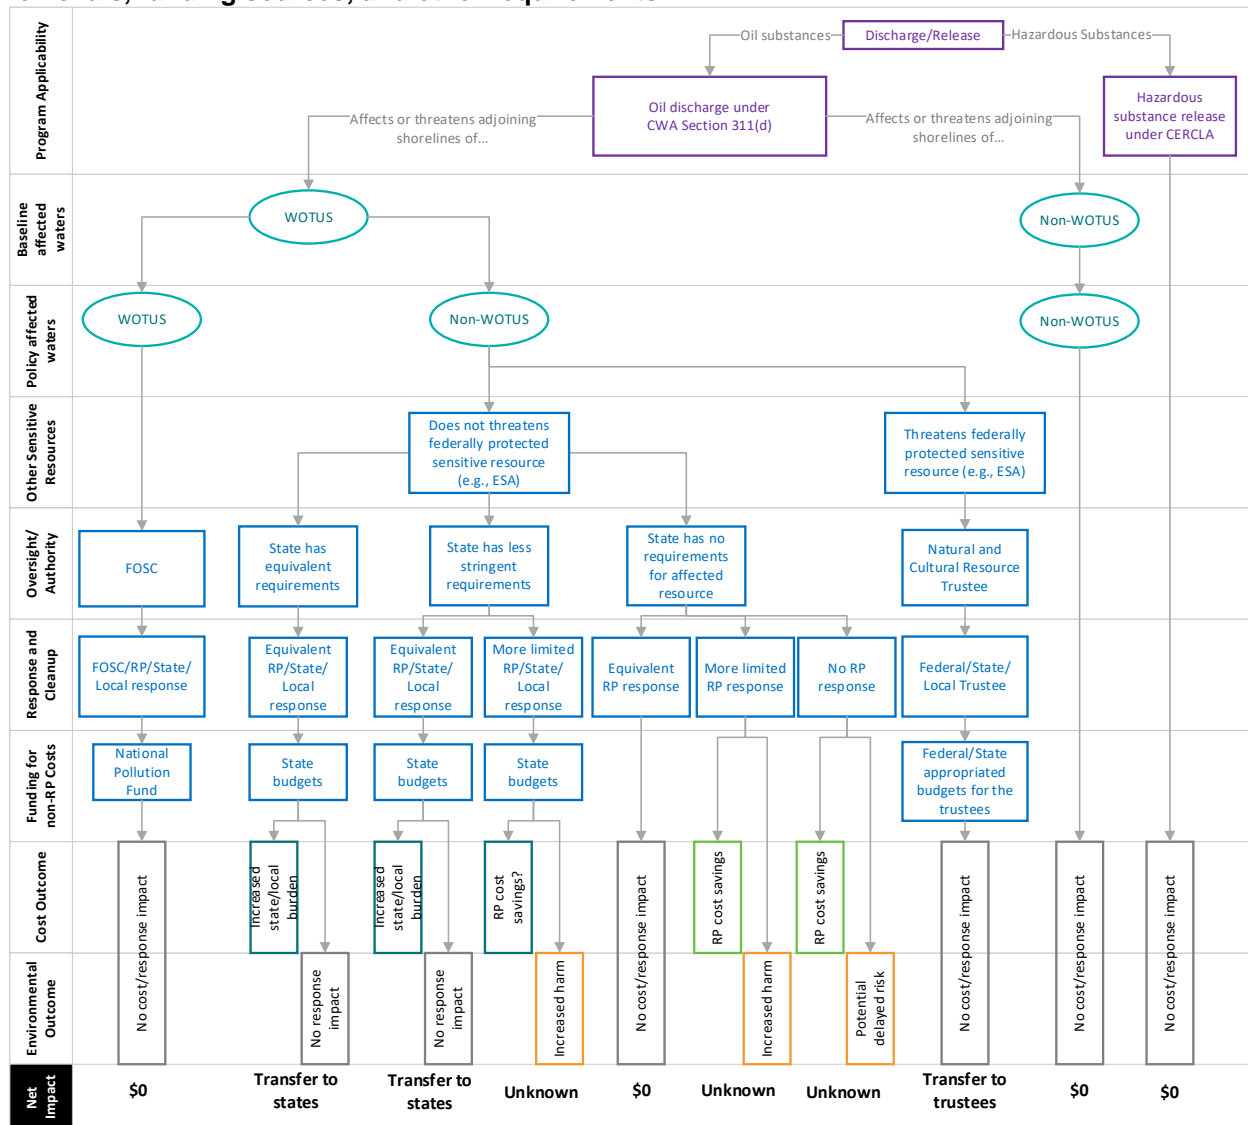 Program Applicability
Oil substances
Discharge/Release
Hazardous Substances
Oil discharge under
CWA Section 311(d)
Hazardous
substance release
under CERCLA
Affects or threatens adjoining
shorelines of...
Affects or threatens adjoining
shorelines of...
Baseline
affected
waters
WOTUS
Non-WOTUS
Policy affected
waters
WOTUS
Non-WOTUS
Non-WOTUS
Other Sensitive
Resources
Does not threatens
federally protected
sensitive resource
(e.g., ESA)
Threatens federally
protected sensitive
resource (e.g., ESA)
Oversight/
Authority
FOSC
State has
equivalent
requirements
State has less
stringent
requirements
State has no
requirements
for affected
resource
Natural and
Cultural Resource
Trustee
Response and
Cleanup
FOSC/RP/State/
Local response
Equivalent
RP/State/
Local
response
Equivalent
RP/State/
Local
response
More limited
RP/State/
Local
response
Equivalent
RP response
More limited
RP response
No RP
response
Federal/State/
Local Trustee
Funding for
non-RP Costs
National
Pollution
Fund
State
budgets
State
budgets
State
budgets
Federal/State
appropriated
budgets for the
trustees
Cost Outcome
No cost/response impact
Increased
state/local
burden
Increased
state/local
burden
RP cost
savings?
No cost/response impact
RP cost savings
RP cost savings
No cost/response impact
No cost/response impact
No cost/response impact
Environmental
Outcome
No response
impact
No response
impact
Increased harm
Increased harm
Potential
delayed risk
Net
Impact
$0
Transfer to
states
Transfer to
states
Unknown
$0
Unknown
Unknown
Transfer to
trustees
$0
$0